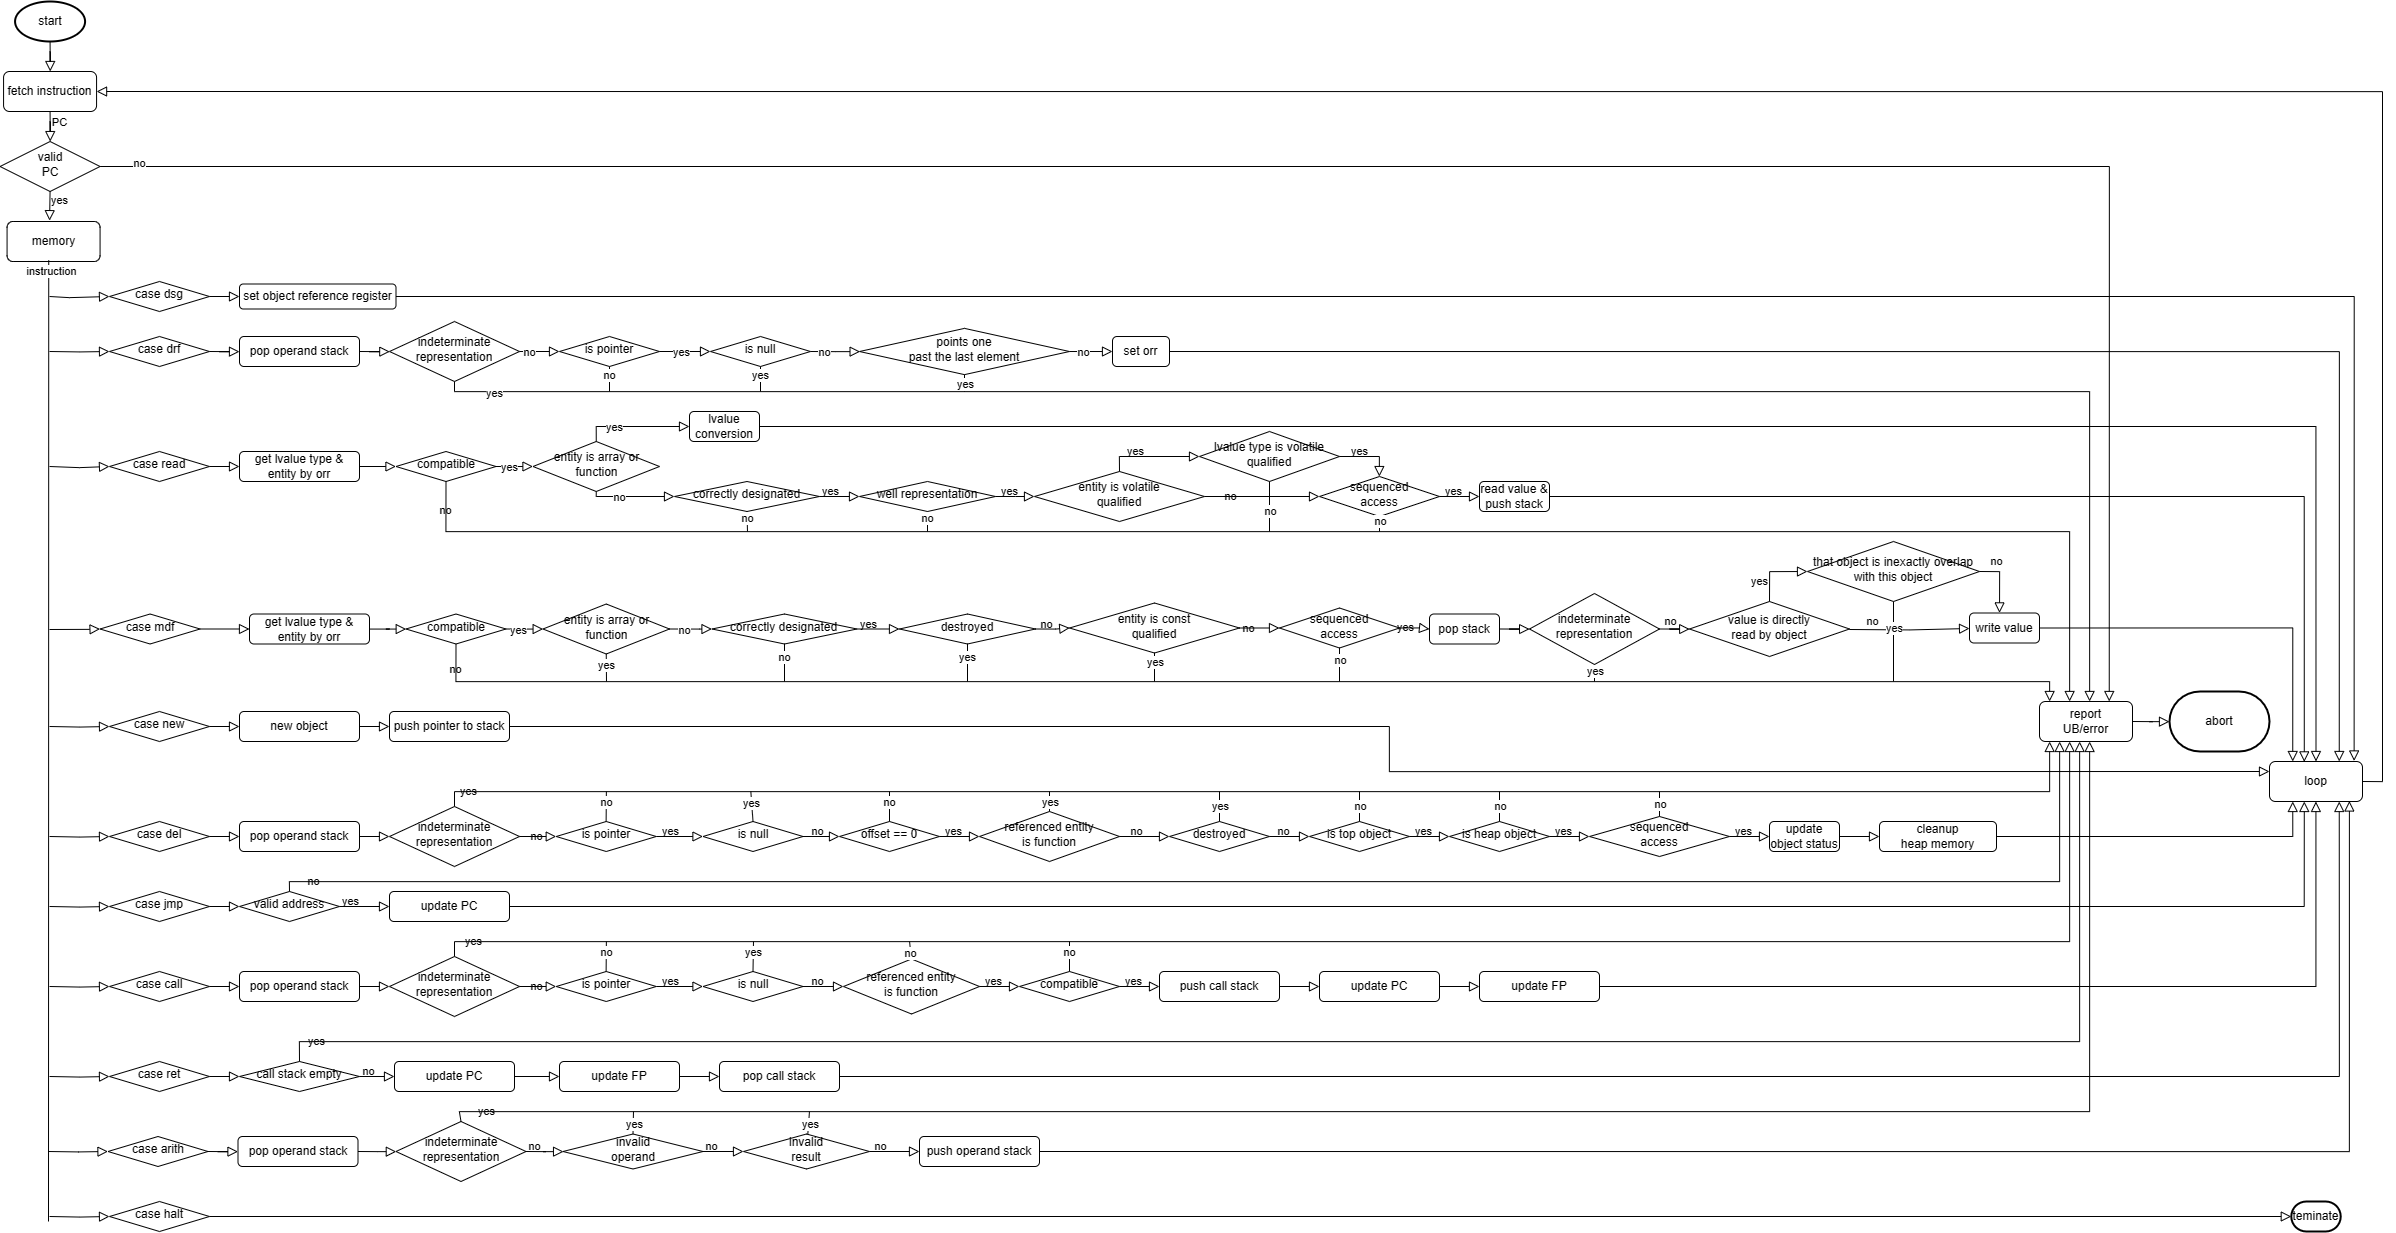 start
fetch instruction
PC
valid
PC
no
yes
memory
instruction
case dsg
set object reference register
case drf
pop operand stack
indeterminate
representation
no
is pointer
yes
is null
no
points one
past the last element
no
set orr
no
yes
yes
yes
case read
get lvalue type &
entity by orr
compatible
yes
entity is array or
function
yes
lvalue
conversion
no
correctly designated
yes
well representation
yes
entity is volatile
qualified
yes
lvalue type is volatile
qualified
yes
no
sequenced
access
yes
read value &
push stack
no
no
no
no
no
case mdf
get lvalue type &
entity by orr
compatible
yes
entity is array or
function
no
correctly designated
yes
destroyed
no
entity is const
qualified
no
sequenced
access
yes
pop stack
indeterminate
representation
no
value is directly
read by object
yes
that object is inexactly overlap
with this object
no
no
yes
write value
no
yes
no
yes
yes
no
yes
case new
new object
push pointer to stack
report
UB/error
abort
loop
yes
no
yes
no
yes
yes
no
no
no
case del
pop operand stack
indeterminate
representation
no
is pointer
yes
is null
no
offset == 0
yes
referenced entity
is function
no
destroyed
no
is top object
yes
is heap object
yes
sequenced
access
yes
update
object status
cleanup
heap memory
no
case jmp
valid address
yes
update PC
yes
no
yes
no
no
case call
pop operand stack
indeterminate
representation
no
is pointer
yes
is null
no
referenced entity
is function
yes
compatible
yes
push call stack
update PC
update FP
yes
case ret
call stack empty
no
update PC
update FP
pop call stack
yes
yes
yes
case arith
pop operand stack
indeterminate
representation
no
invalid
operand
no
invalid
result
no
push operand stack
case halt
teminate